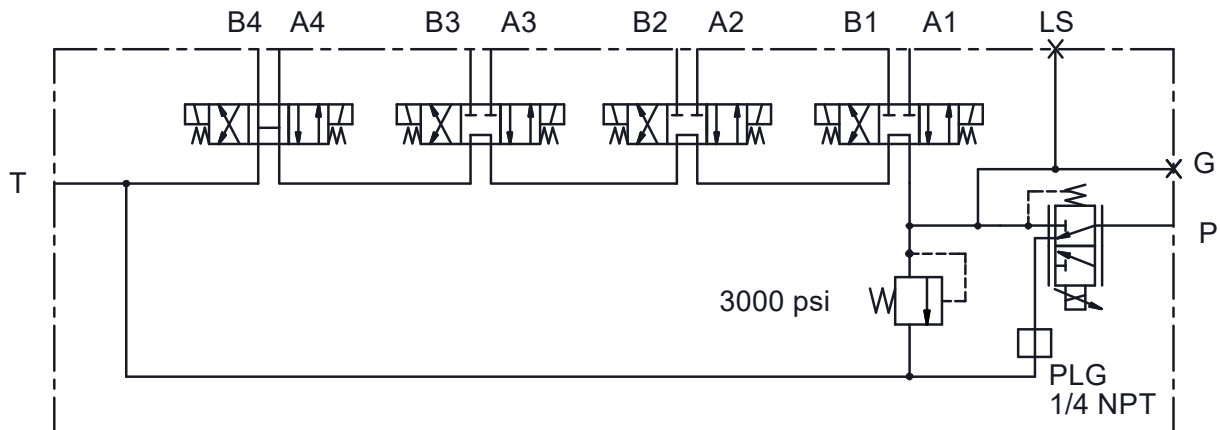 B4 A4 B3 A3 B2 A2 B1 A1 LS
T
G
P
3000 psi
PLG
1/4 NPT